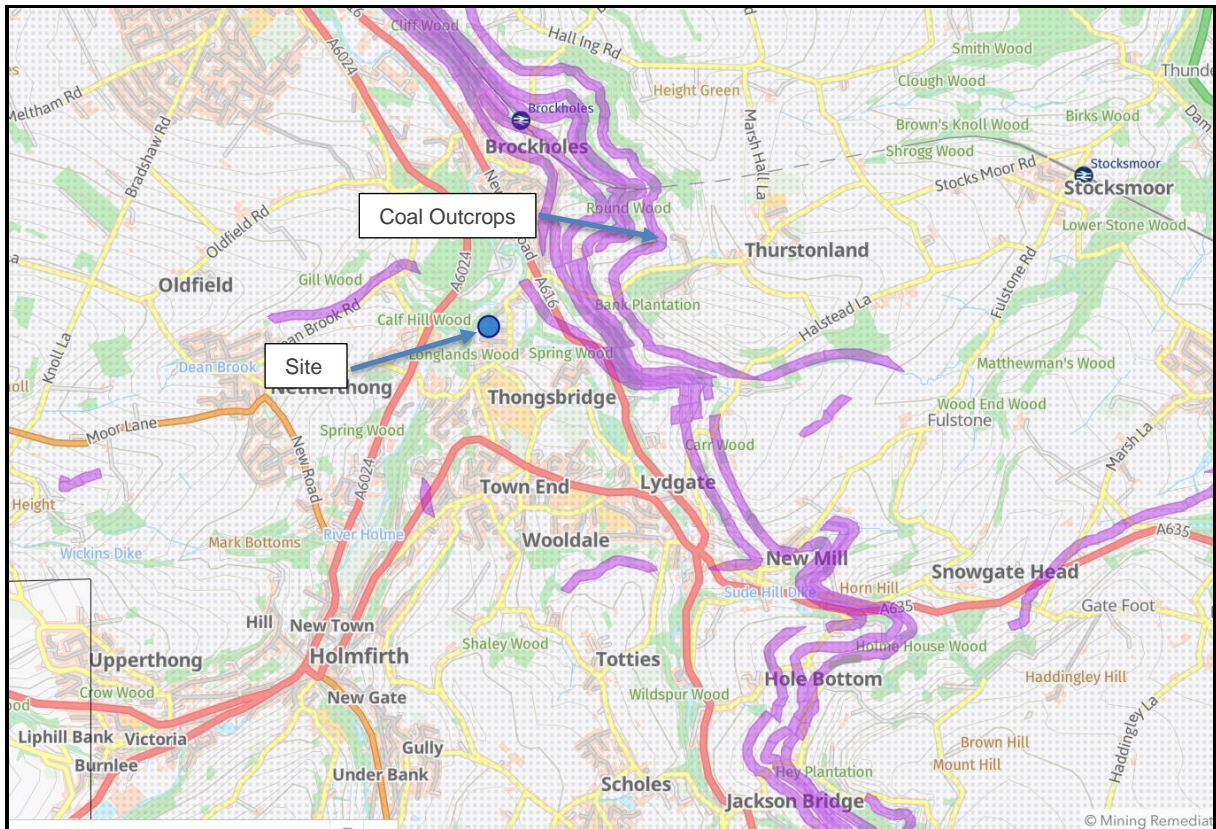 Cliff Wood
A6024
Hall Ing Rd
Smith Wood
Thunde
Meltham Rd
Height Green
Clough Wood
Brockholes
Brockholes
Bradshaw Rd
Marsh Hall La
Brown's Knoll Wood
Birks Wood
Dam
Shrogg Wood
Stocks Moor Rd
Stocksmoor
Stocksmoor
Coal Outcrops
Round Wood
Lower Stone Wood
Oldfield Rd
A6024
A616
Thurstonland
Fulstone Rd
Oldfield
Gill Wood
Bank Plantation
Calf Hill Wood
Halstead La
Knoll La
Site
Dean Brook
Longlands Wood
Spring Wood
Matthewman's Wood
Netherthong
Thongsbridge
Wood End Wood
Fulstone
Moor Lane
Spring Wood
Carr Wood
Marsh La
New Road
A6024
Town End
Lydgate
Height
River Holme
A635
Wickins Dike
Mark Bottoms
Wooldale
New Mill
Snowgate Head
Sude Hill Dike
Horn Hill
A635
Gate Foot
Hill
New Town
Shaley Wood
Holme House Wood
Upperthong
Holmfirth
Totties
Hole Bottom
Haddingley Hill
Crow Wood
New Gate
Wildspur Wood
Haddingley La
Liphill Bank
Victoria
Gully
Brown Hill
Burnlee
Under Bank
Hey Plantation
Mount Hill
Scholes
Jackson Bridge
© Mining Remediat